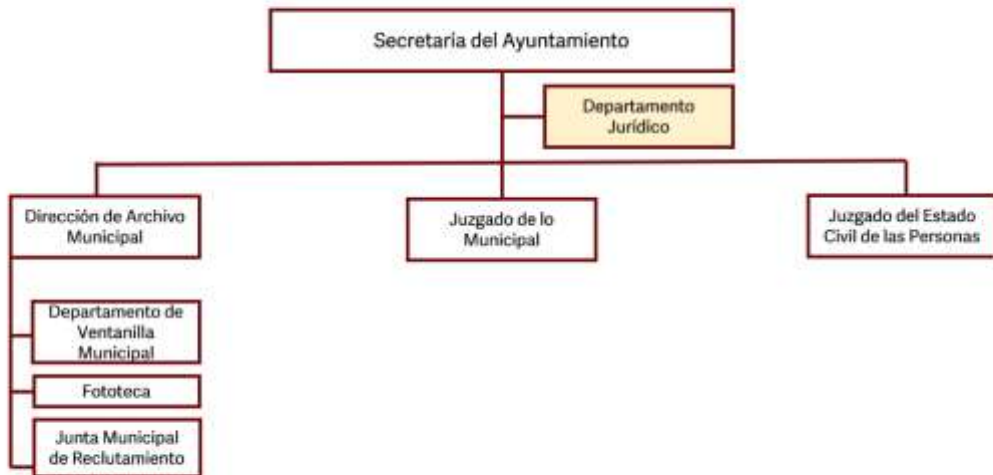 Secretaría del Ayuntamiento
Departamento
Jurídico
Dirección de Archivo
Municipal
Juzgado de lo
Municipal
Juzgado del Estado
Civil de las Personas
Departamento de
Ventanilla
Municipal
Fototeca
Junta Municipal
de Reclutamiento